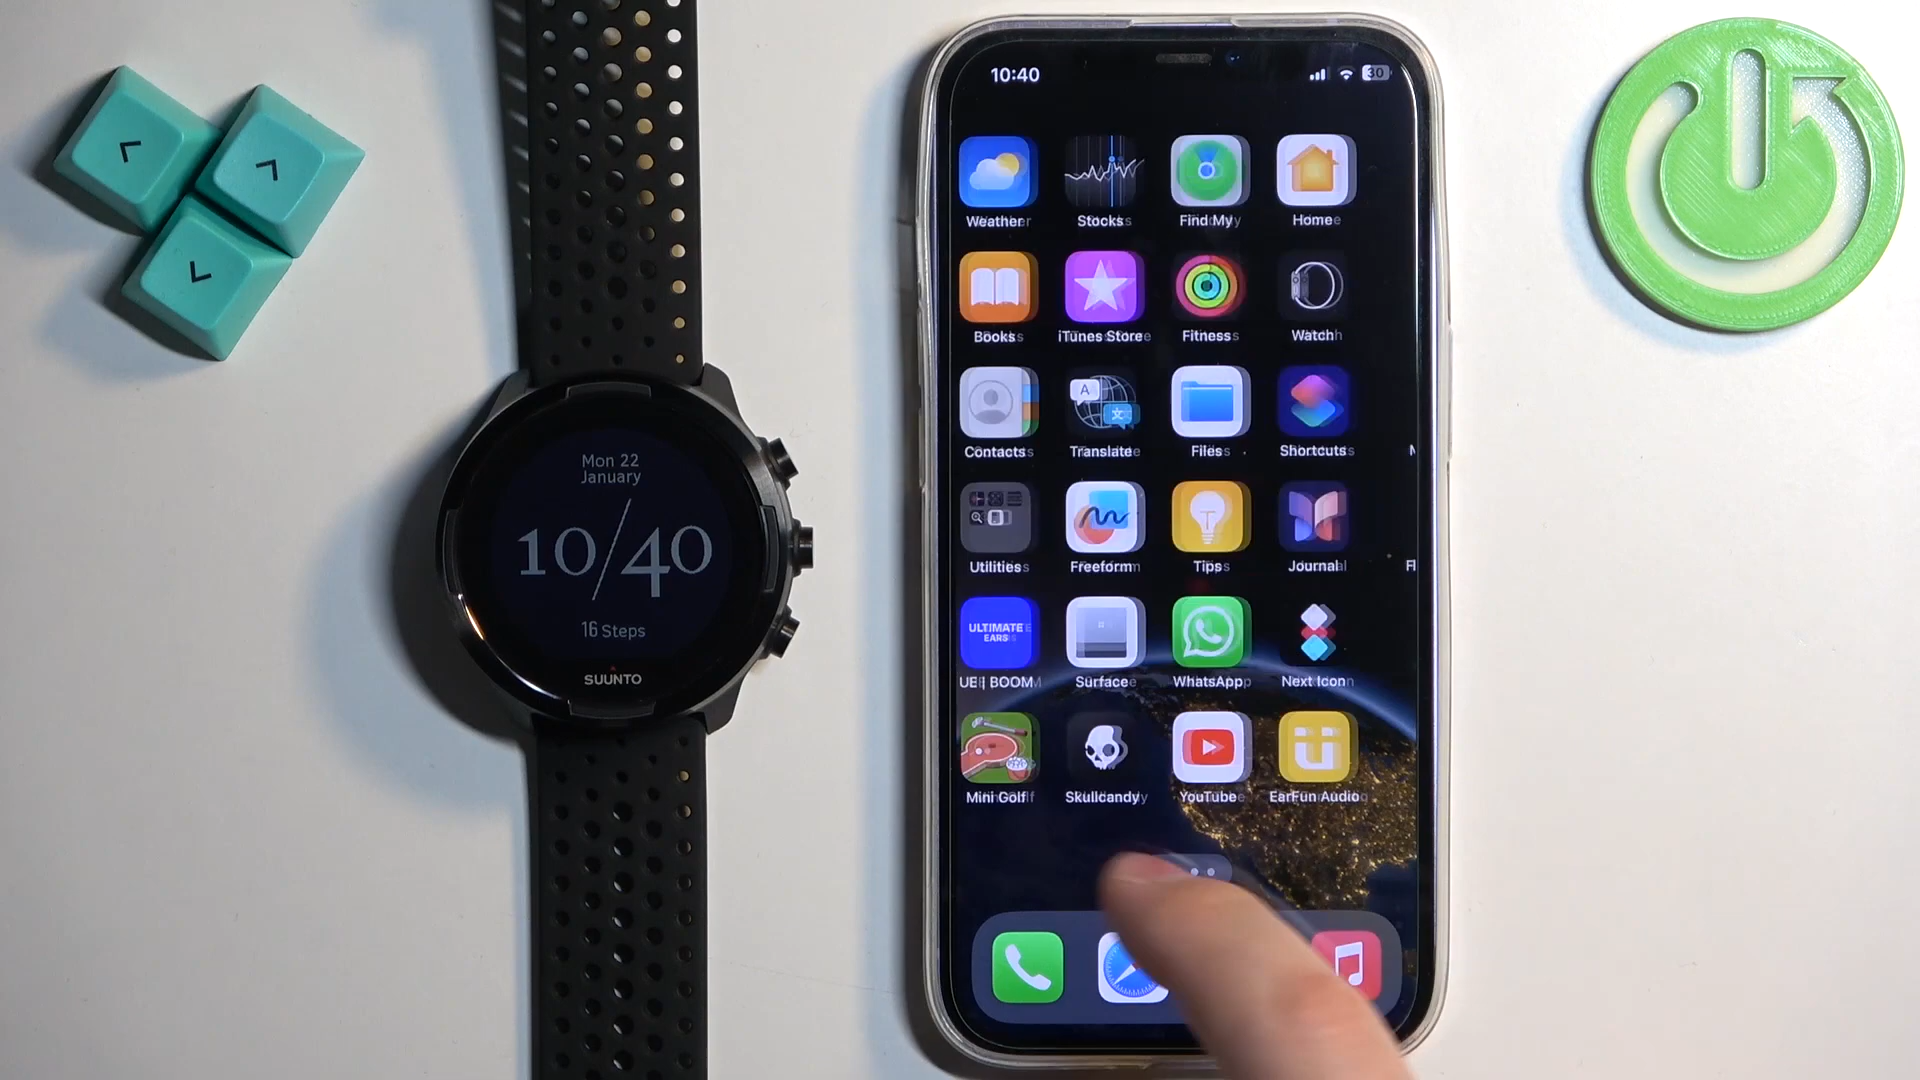 10:40
30
Weather
Stocks
Find My
Home
Books
iTunes Store
Fitness
Watch
Contacts
Translate
Files
Shortcuts
Utilities
Freeform
Tips
Journal
ULTIMATE
EARS
UE | BOOM
Surface
WhatsApp
Next Icon
Mini Golf
Skullcandy
YouTube
EarFun Audio
Mon 22
January
10/40
16 Steps
SUUNTO